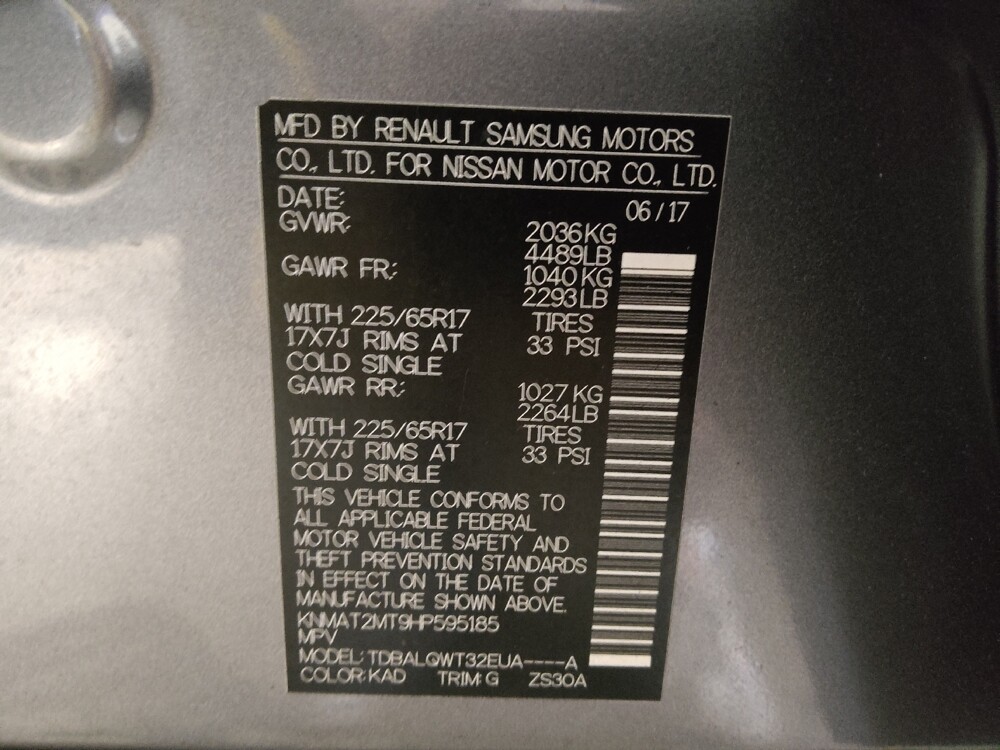 MFD BY RENAULT SAMSUNG MOTORS
CO., LTD. FOR NISSAN MOTOR CO., LTD.
DATE: 06/17
GVWR: 2036KG
4489LB
GAWR FR: 1040 KG
2293LB
WITH 225/65R17 TIRES
17X7J RIMS AT 33 PSI
COLD SINGLE
GAWR RR: 1027 KG
2264LB
WITH 225/65R17 TIRES
17X7J RIMS AT 33 PSI
COLD SINGLE
THIS VEHICLE CONFORMS TO
ALL APPLICABLE FEDERAL
MOTOR VEHICLE SAFETY AND
THEFT PREVENTION STANDARDS
IN EFFECT ON THE DATE OF
MANUFACTURE SHOWN ABOVE.
KNMAT2MT9HP595185
MPV
MODEL: TDBALQWT32EUA----A
COLOR: KAD TRIM: G ZS30A